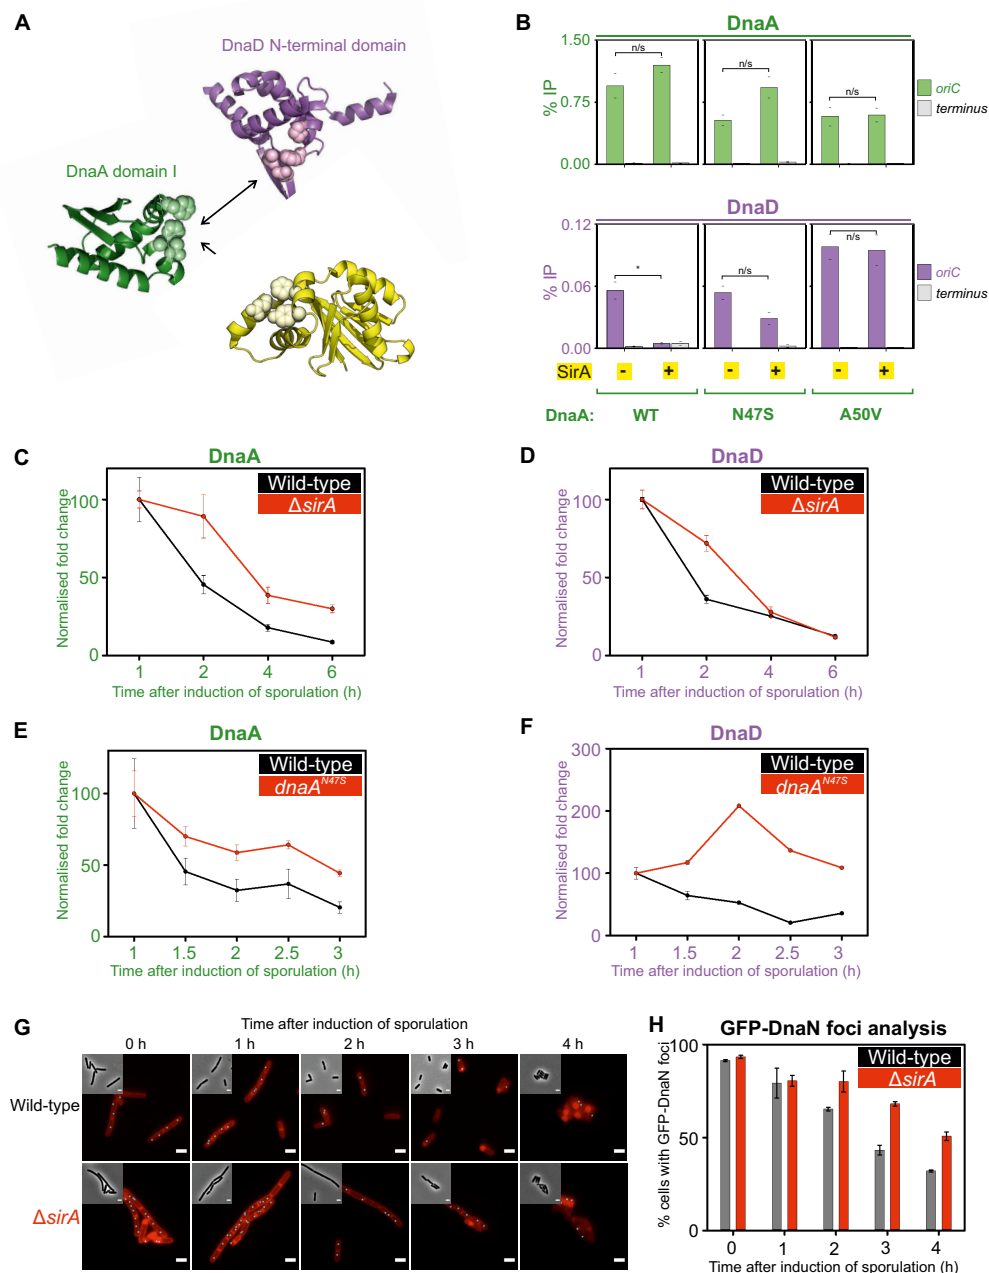 A
DnaD N-terminal domain
DnaA domain I
B
DnaA
% IP
1.50
0.75
0.00
n/s
n/s
n/s
oriC
terminus
DnaD
% IP
0.12
0.06
0.00
*
n/s
n/s
oriC
terminus
SirA - + - + - +
DnaA: WT N47S A50V
C
DnaA
Wild-type
ΔsirA
Normalised fold change
100
50
0
1 2 4 6
Time after induction of sporulation (h)
D
DnaD
Wild-type
ΔsirA
Normalised fold change
100
50
0
1 2 4 6
Time after induction of sporulation (h)
E
DnaA
Wild-type
dnaA^N47S
Normalised fold change
100
50
0
1 1.5 2 2.5 3
Time after induction of sporulation (h)
F
DnaD
Wild-type
dnaA^N47S
Normalised fold change
300
200
100
0
1 1.5 2 2.5 3
Time after induction of sporulation (h)
G
Time after induction of sporulation
0 h 1 h 2 h 3 h 4 h
Wild-type
ΔsirA
H
GFP-DnaN foci analysis
Wild-type
ΔsirA
% cells with GFP-DnaN foci
100
50
0
0 1 2 3 4
Time after induction of sporulation (h)